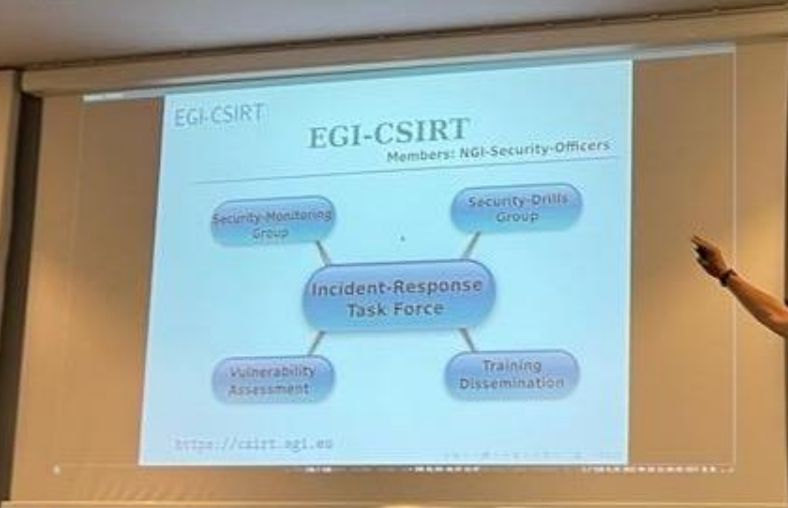 EGI-CSIRT
EGI-CSIRT
Members: NGI-Security-Officers
Security-Monitoring
Group
Security-Drills
Group
Incident-Response
Task Force
Vulnerability
Assessment
Training
Dissemination
https://csirt.egi.eu